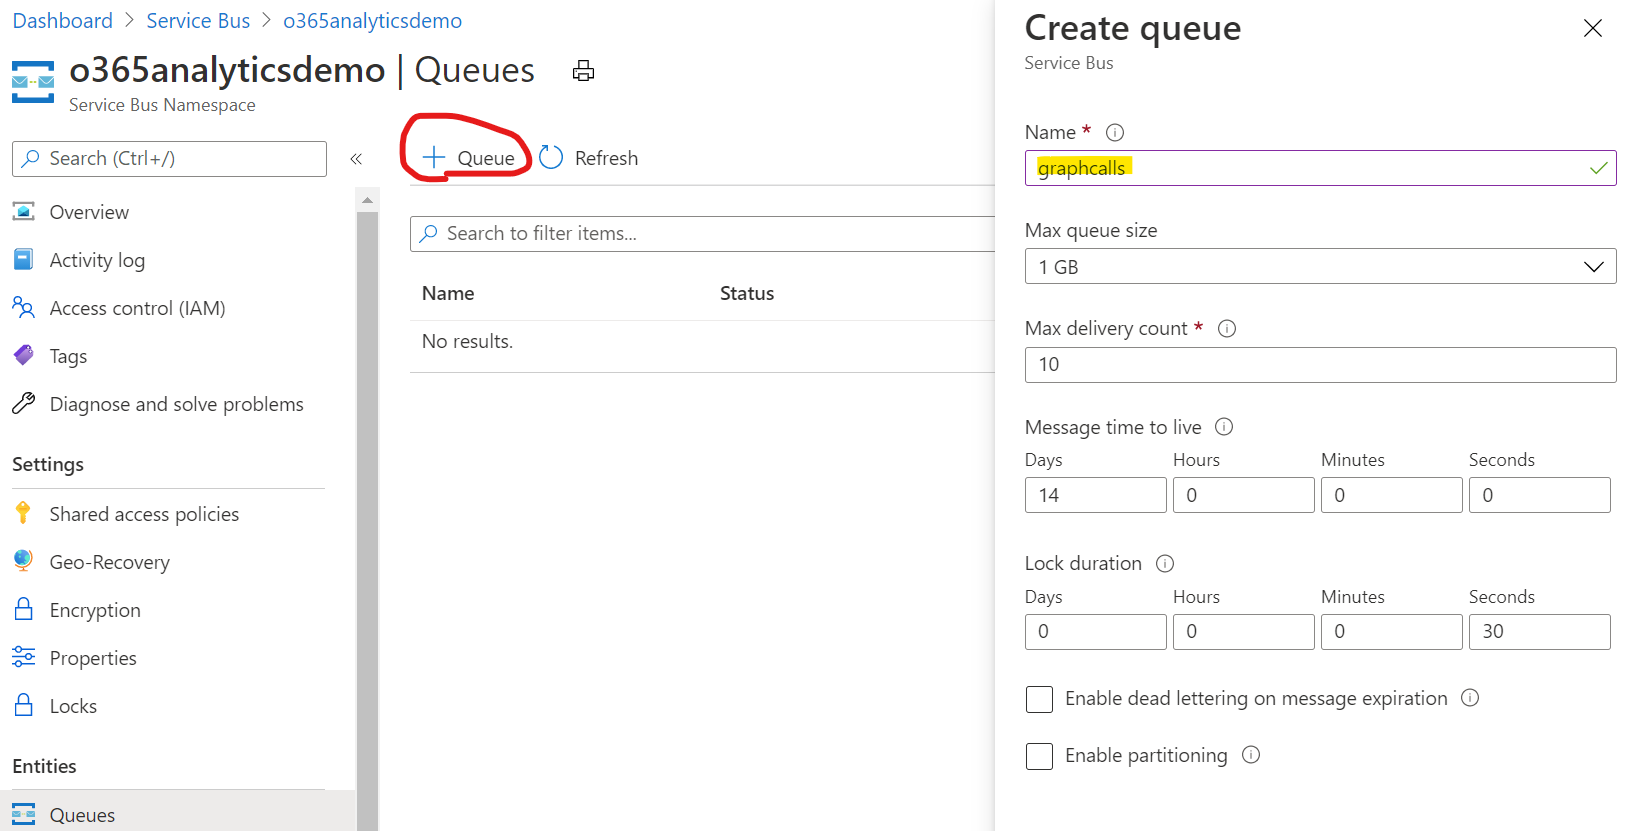 Dashboard > Service Bus > o365analyticsdemo
o365analyticsdemo | Queues
Service Bus Namespace
Search (Ctrl+/)
«
Overview
Activity log
Access control (IAM)
Tags
Diagnose and solve problems
Settings
Shared access policies
Geo-Recovery
Encryption
Properties
Locks
Entities
Queues
+ Queue Refresh
Search to filter items...
Name Status
No results.
Create queue
Service Bus
Name *
graphcalls
Max queue size
1 GB
Max delivery count *
10
Message time to live
Days Hours Minutes Seconds
14 0 0 0
Lock duration
Days Hours Minutes Seconds
0 0 0 30
Enable dead lettering on message expiration
Enable partitioning